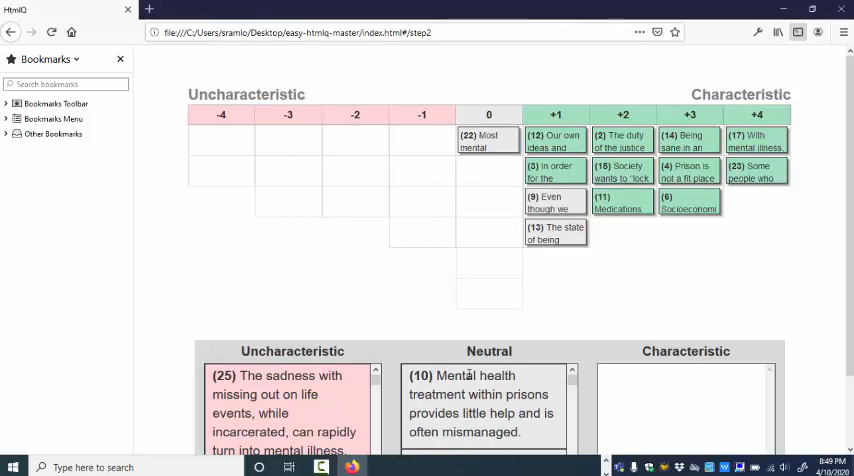 HtmlQ
file:///C:/Users/sramlo/Desktop/easy-htmlq-master/index.html#/step2
Bookmarks
Search bookmarks
Bookmarks Toolbar
Bookmarks Menu
Other Bookmarks
Uncharacteristic
Characteristic
-4 -3 -2 -1 0 +1 +2 +3 +4
(22) Most
mental
(12) Our own
ideas and
(2) The duty
of the justice
(14) Being
sane in an
(17) With
mental illness,
(3) in order
for the
(15) Society
wants to "lock
(4) Prison is
not a fit place
(23) Some
people who
(9) Even
though we
(11)
Medications
(6)
Socioeconomi
(13) The state
of being
Uncharacteristic
Neutral
Characteristic
(25) The sadness with
missing out on life
events, while
incarcerated, can rapidly
turn into mental illness.
(10) Mental health
treatment within prisons
provides little help and is
often mismanaged.
Type here to search
8:49 PM
4/10/2020